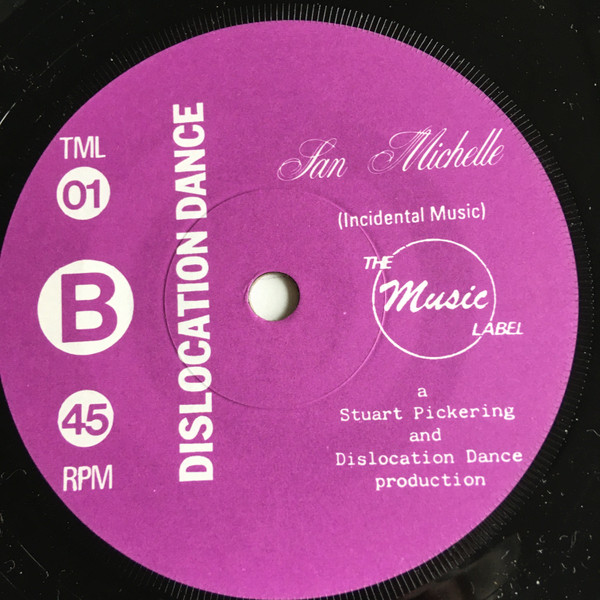 TML
01
B
45
RPM
DISLOCATION DANCE
San Michelle
(Incidental Music)
THE
Music
LABEL
a
Stuart Pickering
and
Dislocation Dance
production